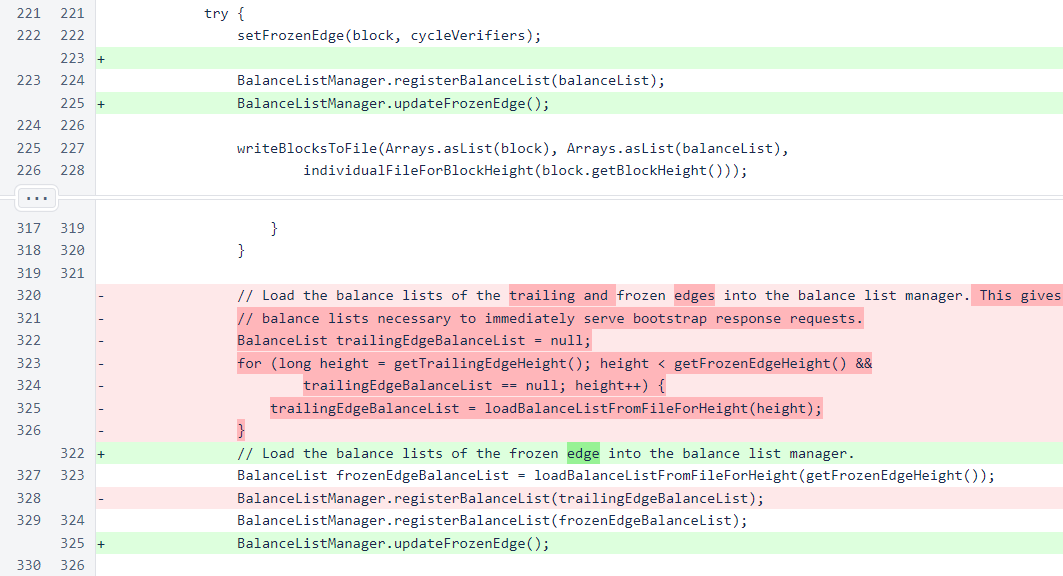 221 221 try {
222 222 setFrozenEdge(block, cycleVerifiers);
223 +
223 224 BalanceListManager.registerBalanceList(balanceList);
225 + BalanceListManager.updateFrozenEdge();
224 226
225 227 writeBlocksToFile(Arrays.asList(block), Arrays.asList(balanceList),
226 228 individualFileForBlockHeight(block.getBlockHeight()));
...
317 319 }
318 320 }
319 321
320 - // Load the balance lists of the trailing and frozen edges into the balance list manager. This gives
321 - // balance lists necessary to immediately serve bootstrap response requests.
322 - BalanceList trailingEdgeBalanceList = null;
323 - for (long height = getTrailingEdgeHeight(); height < getFrozenEdgeHeight() &&
324 - trailingEdgeBalanceList == null; height++) {
325 - trailingEdgeBalanceList = loadBalanceListFromFileForHeight(height);
326 - }
322 + // Load the balance lists of the frozen edge into the balance list manager.
327 323 BalanceList frozenEdgeBalanceList = loadBalanceListFromFileForHeight(getFrozenEdgeHeight());
328 - BalanceListManager.registerBalanceList(trailingEdgeBalanceList);
329 324 BalanceListManager.registerBalanceList(frozenEdgeBalanceList);
325 + BalanceListManager.updateFrozenEdge();
330 326